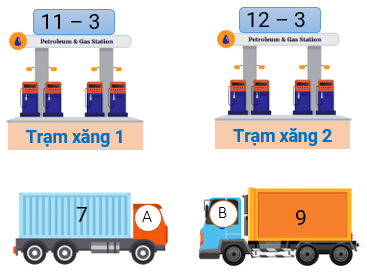 11 – 3
12 – 3
Petroleum & Gas Station
Petroleum & Gas Station
Trạm xăng 1
Trạm xăng 2
7
A
B
9